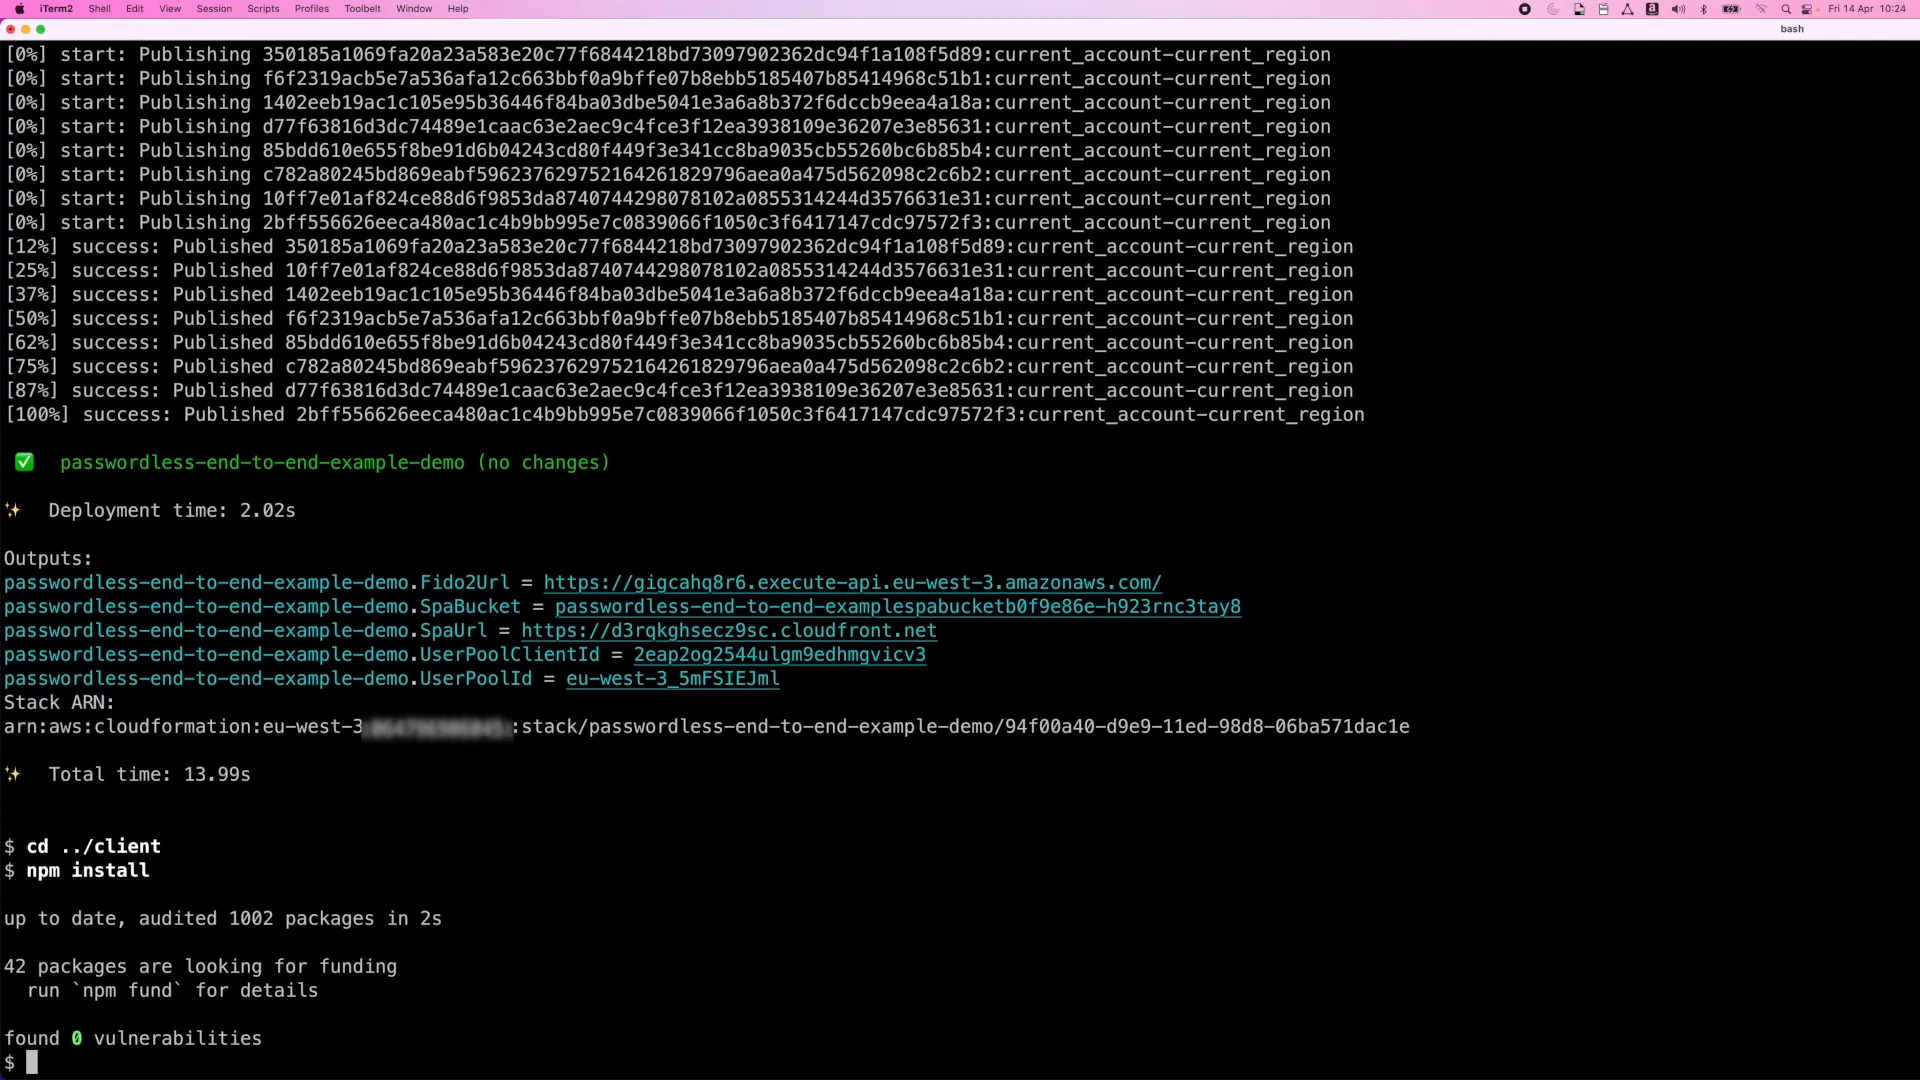 iTerm2 Shell Edit View Session Scripts Profiles Toolbelt Window Help Fri 14 Apr 10:24
bash
[0%] start: Publishing 350185a1069fa20a23a583e20c77f6844218bd73097902362dc94f1a108f5d89:current_account-current_region
[0%] start: Publishing f6f2319acb5e7a536afa12c663bbf0a9bffe07b8ebb5185407b85414968c51b1:current_account-current_region
[0%] start: Publishing 1402eeb19ac1c105e95b36446f84ba03dbe5041e3a6a8b372f6dccb9eea4a18a:current_account-current_region
[0%] start: Publishing d77f63816d3dc74489e1caac63e2aec9c4fce3f12ea3938109e36207e3e85631:current_account-current_region
[0%] start: Publishing 85bdd610e655f8be91d6b04243cd80f449f3e341cc8ba9035cb55260bc6b85b4:current_account-current_region
[0%] start: Publishing c782a80245bd869eabf5962376297521642618​29796aea0a475d562098c2c6b2:current_account-current_region
[0%] start: Publishing 10ff7e01af824ce88d6f9853da8740744298078102a0855314244d3576631e31:current_account-current_region
[0%] start: Publishing 2bff556626eeca480ac1c4b9bb995e7c0839066f1050c3f6417147cdc97572f3:current_account-current_region
[12%] success: Published 350185a1069fa20a23a583e20c77f6844218bd73097902362dc94f1a108f5d89:current_account-current_region
[25%] success: Published 10ff7e01af824ce88d6f9853da8740744298078102a0855314244d3576631e31:current_account-current_region
[37%] success: Published 1402eeb19ac1c105e95b36446f84ba03dbe5041e3a6a8b372f6dccb9eea4a18a:current_account-current_region
[50%] success: Published f6f2319acb5e7a536afa12c663bbf0a9bffe07b8ebb5185407b85414968c51b1:current_account-current_region
[62%] success: Published 85bdd610e655f8be91d6b04243cd80f449f3e341cc8ba9035cb55260bc6b85b4:current_account-current_region
[75%] success: Published c782a80245bd869eabf596237629752164261829796aea0a475d562098c2c6b2:current_account-current_region
[87%] success: Published d77f63816d3dc74489e1caac63e2aec9c4fce3f12ea3938109e36207e3e85631:current_account-current_region
[100%] success: Published 2bff556626eeca480ac1c4b9bb995e7c0839066f1050c3f6417147cdc97572f3:current_account-current_region
✅ passwordless-end-to-end-example-demo (no changes)
✨ Deployment time: 2.02s
Outputs:
passwordless-end-to-end-example-demo.Fido2Url = https://gigcahq8r6.execute-api.eu-west-3.amazonaws.com/
passwordless-end-to-end-example-demo.SpaBucket = passwordless-end-to-end-examplespabucketb0f9e86e-h923rnc3tay8
passwordless-end-to-end-example-demo.SpaUrl = https://d3rqkghsecz9sc.cloudfront.net
passwordless-end-to-end-example-demo.UserPoolClientId = 2eap2og2544ulgm9edhmgvicv3
passwordless-end-to-end-example-demo.UserPoolId = eu-west-3_5mFSIEJml
Stack ARN:
arn:aws:cloudformation:eu-west-3 :stack/passwordless-end-to-end-example-demo/94f00a40-d9e9-11ed-98d8-06ba571dac1e
✨ Total time: 13.99s
$ cd ../client
$ npm install
up to date, audited 1002 packages in 2s
42 packages are looking for funding
run `npm fund` for details
found 0 vulnerabilities
$